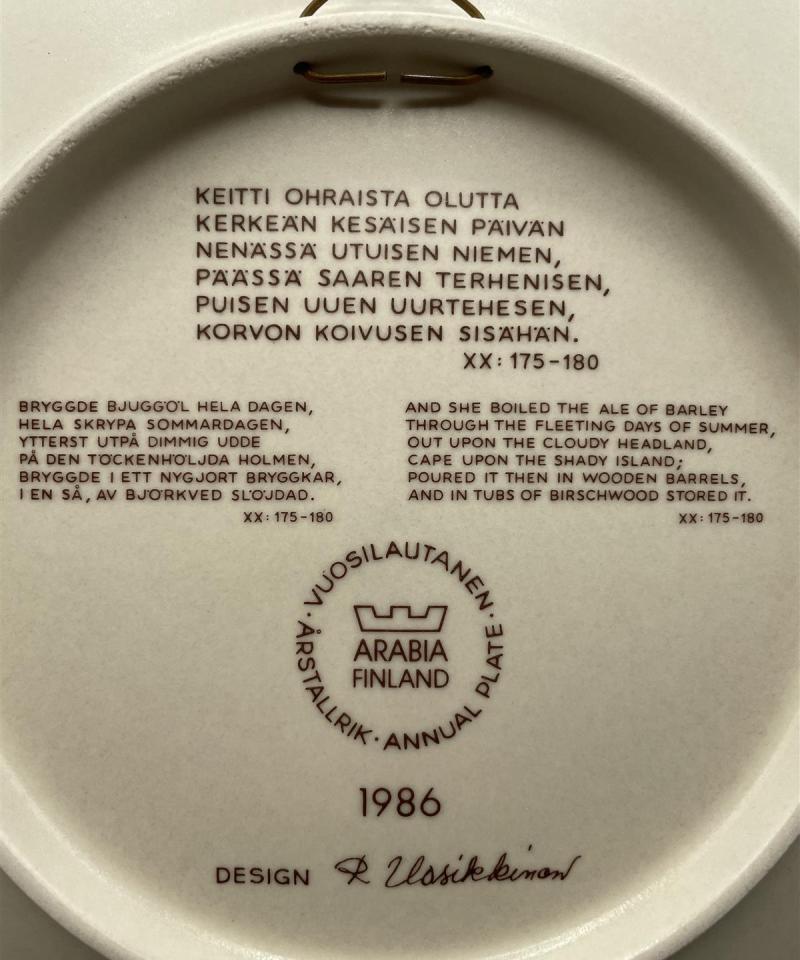 KEITTI OHRAISTA OLUTTA
KERKEÄN KESÄISEN PÄIVÄN
NENÄSSÄ UTUISEN NIEMEN,
PÄÄSSÄ SAAREN TERHENISEN,
PUISEN UUEN UURTEHESEN,
KORVON KOIVUSEN SISÄHÄN.
XX: 175-180
BRYGGDE BJUGGÖL HELA DAGEN,
HELA SKRYPA SOMMARDAGEN,
YTTERST UTPÅ DIMMIG UDDE
PÅ DEN TÖCKENHÖLJDA HOLMEN,
BRYGGDE I ETT NYGJORT BRYGGKAR,
I EN SÅ, AV BJÖRKVED SLÖJDAD.
XX: 175-180
AND SHE BOILED THE ALE OF BARLEY
THROUGH THE FLEETING DAYS OF SUMMER,
OUT UPON THE CLOUDY HEADLAND,
CAPE UPON THE SHADY ISLAND;
POURED IT THEN IN WOODEN BARRELS,
AND IN TUBS OF BIRSCHWOOD STORED IT.
XX: 175-180
· VUOSILAUTANEN · ANNUAL PLATE · ÅRSTALLRIK
ARABIA
FINLAND
1986
DESIGN R Uosikkinen